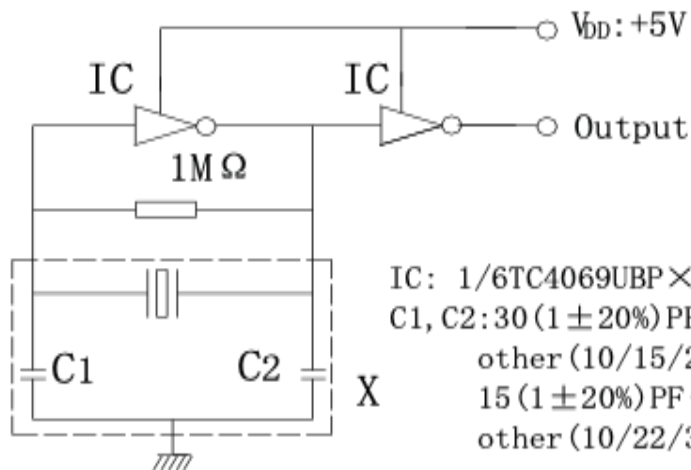 VDD:+5V
IC
IC
Output
1MΩ
IC: 1/6TC4069UBP×
C1,C2:30(1±20%)PF
other(10/15/2
C1
C2
X
15(1±20%)PF
other(10/22/3